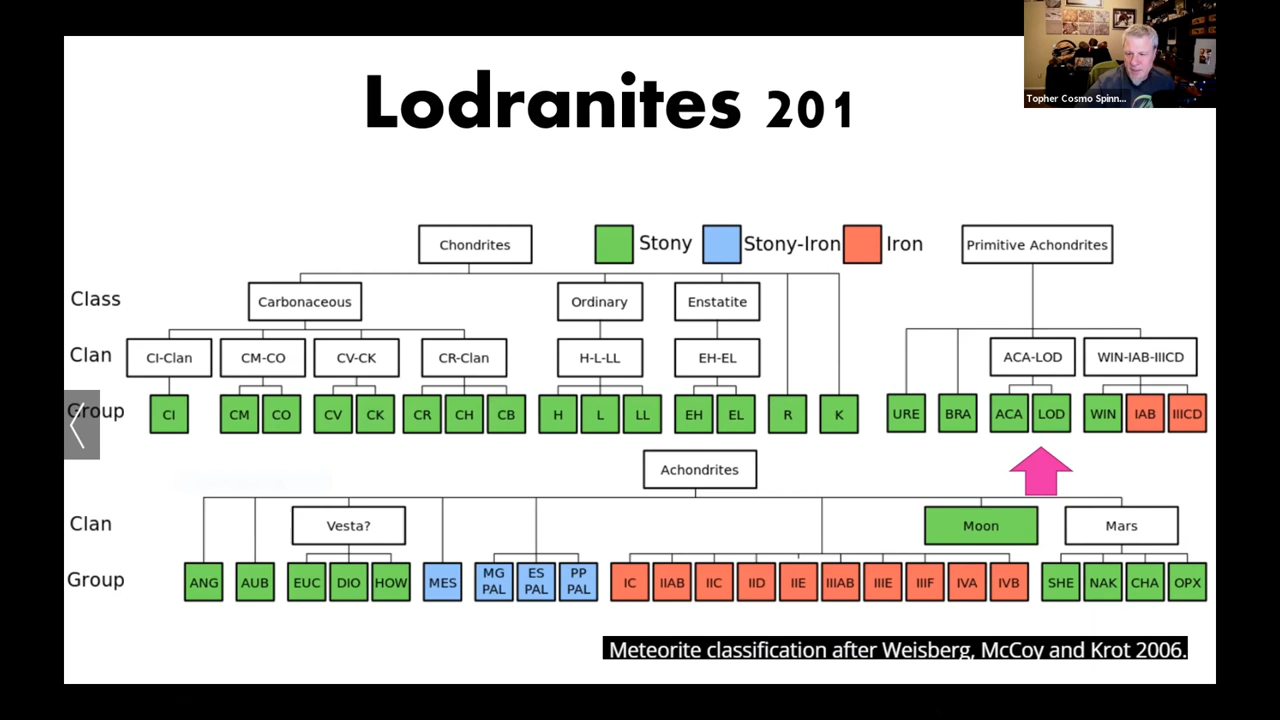 Topher Cosmo Spinn...
Lodranites 201
Chondrites
Stony
Stony-Iron
Iron
Primitive Achondrites
Class
Carbonaceous
Ordinary
Enstatite
Clan
CI-Clan
CM-CO
CV-CK
CR-Clan
H-L-LL
EH-EL
ACA-LOD
WIN-IAB-IIICD
Group
CI
CM
CO
CV
CK
CR
CH
CB
H
L
LL
EH
EL
R
K
URE
BRA
ACA
LOD
WIN
IAB
IIICD
Achondrites
Clan
Vesta?
Moon
Mars
Group
ANG
AUB
EUC
DIO
HOW
MES
MG
PAL
ES
PAL
PP
PAL
IC
IIAB
IIC
IID
IIE
IIIAB
IIIE
IIIF
IVA
IVB
SHE
NAK
CHA
OPX
Meteorite classification after Weisberg, McCoy and Krot 2006.